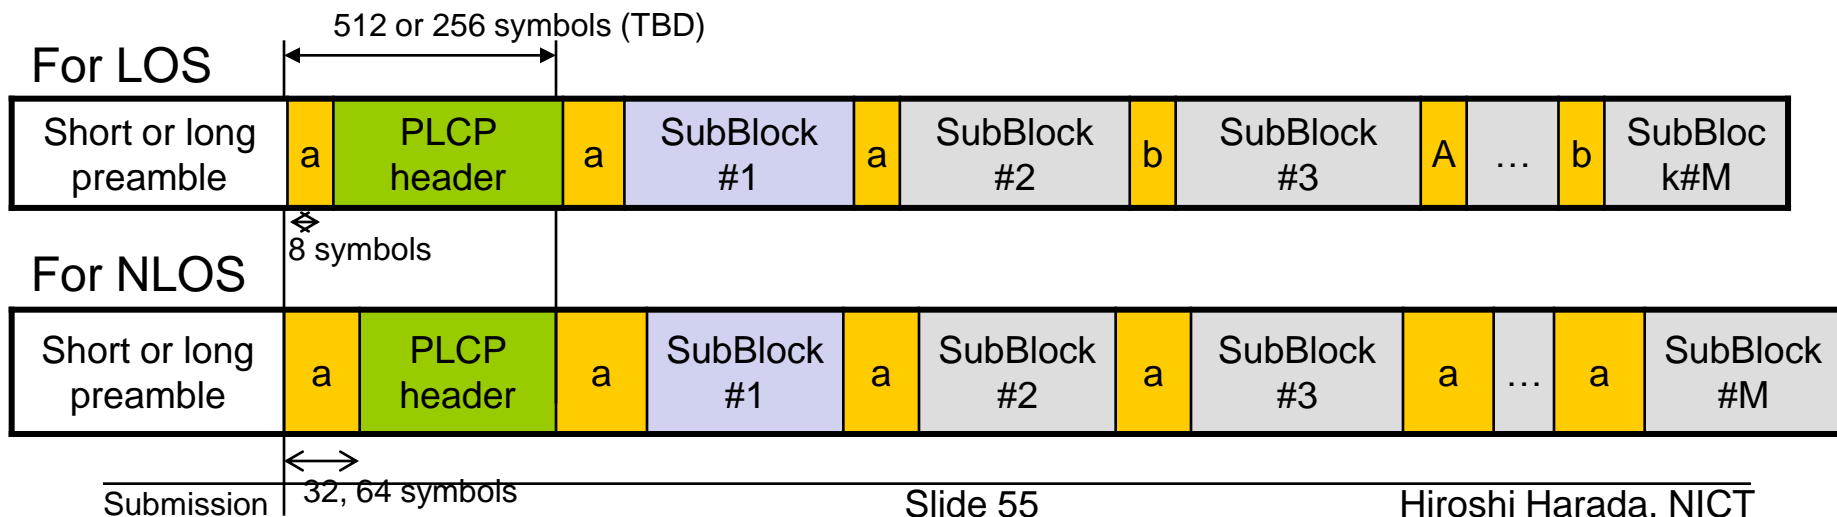 512 or 256 symbols (TBD)
For LOS
Short or long
preamble
a
PLCP
header
a
SubBlock
#1
a
SubBlock
#2
b
SubBlock
#3
A
...
b
SubBloc
k#M
8 symbols
For NLOS
Short or long
preamble
a
PLCP
header
a
SubBlock
#1
a
SubBlock
#2
a
SubBlock
#3
a
...
a
SubBlock
#M
32, 64 symbols
Submission
Slide 55
Hiroshi Harada, NICT